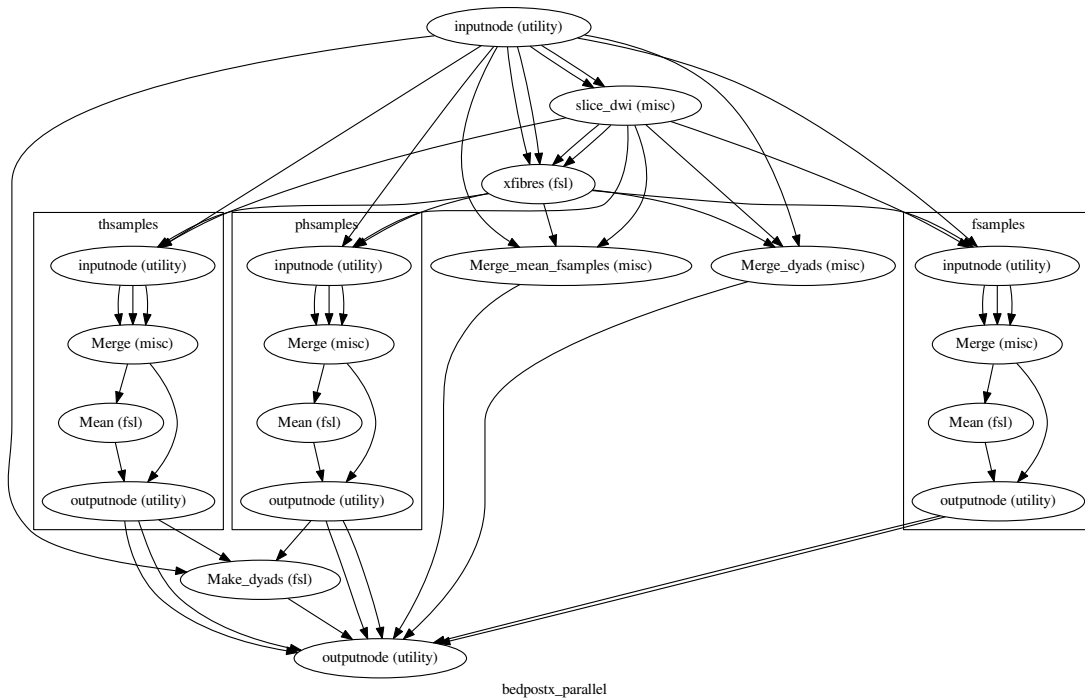 inputnode (utility)
slice_dwi (misc)
xfibres (fsl)
thsamples
phsamples
fsamples
inputnode (utility)
inputnode (utility)
Merge_mean_fsamples (misc)
Merge_dyads (misc)
inputnode (utility)
Merge (misc)
Merge (misc)
Merge (misc)
Mean (fsl)
Mean (fsl)
Mean (fsl)
outputnode (utility)
outputnode (utility)
outputnode (utility)
Make_dyads (fsl)
outputnode (utility)
bedpostx_parallel